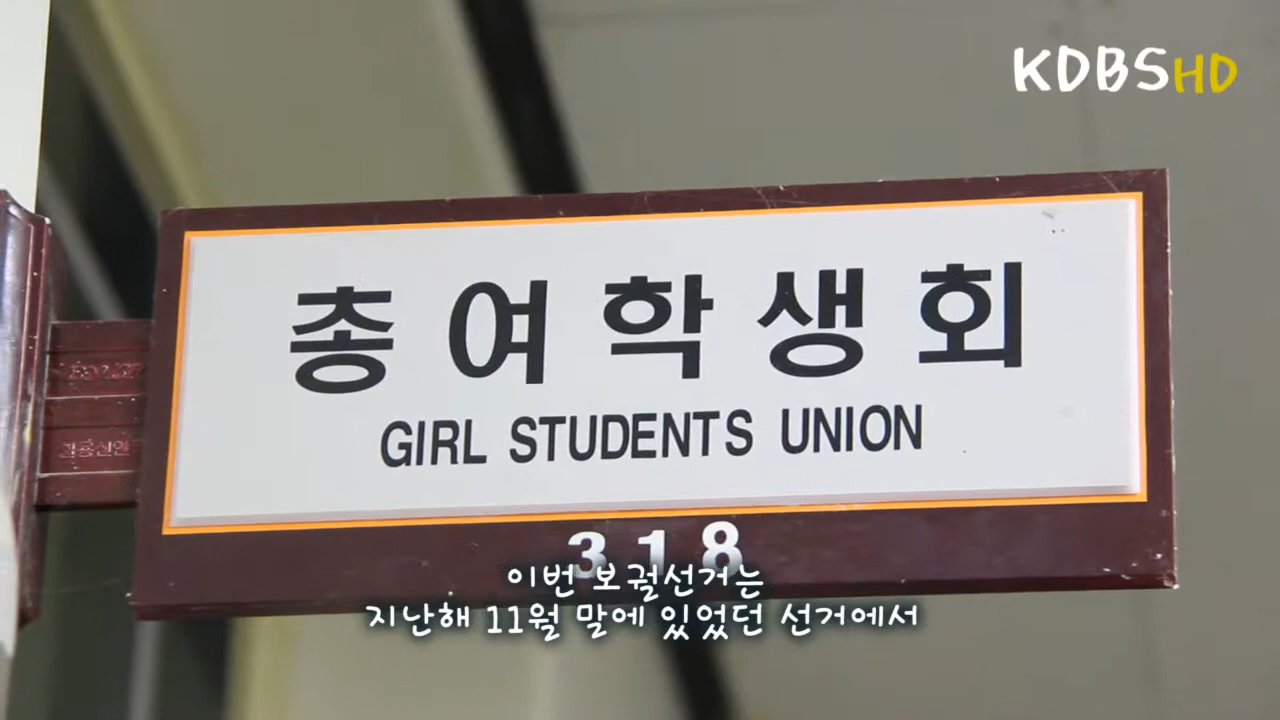 KDBSHD
총여학생회
GIRL STUDENTS UNION
318
이번 보궐선거는
지난해 11월 말에 있었던 선거에서